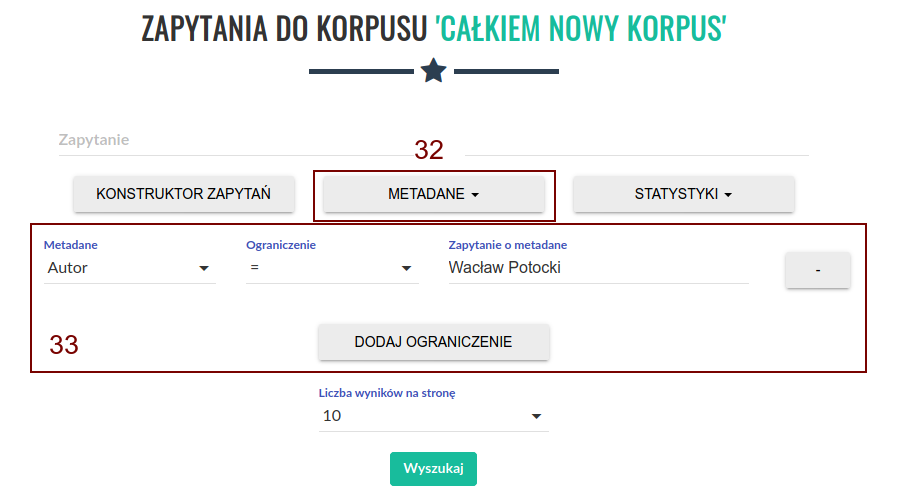 ZAPYTANIA DO KORPUSU 'CAŁKIEM NOWY KORPUS'
Zapytanie
32
KONSTRUKTOR ZAPYTAŃ METADANE STATYSTYKI
Metadane Ograniczenie Zapytanie o metadane
Autor = Wacław Potocki -
33 DODAJ OGRANICZENIE
Liczba wyników na stronę
10
Wyszukaj